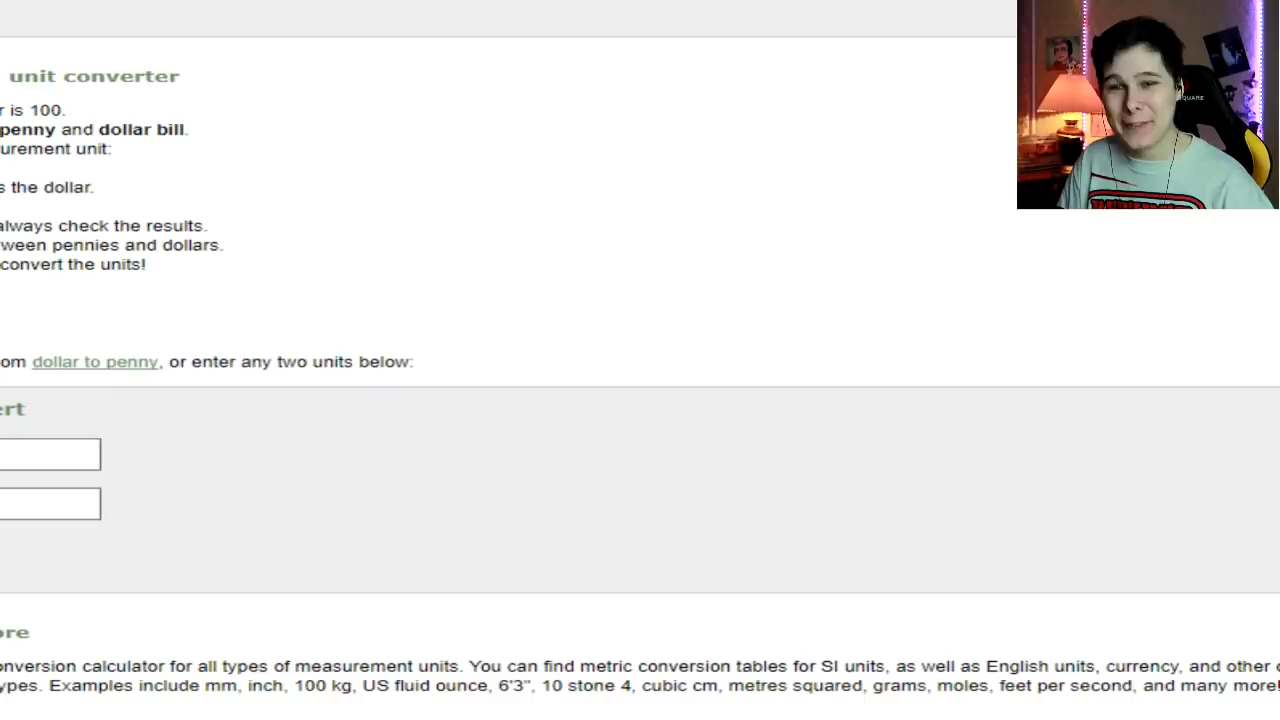 unit converter
r is 100.
penny and dollar bill.
urement unit:
s the dollar.
always check the results.
ween pennies and dollars.
convert the units!
om dollar to penny, or enter any two units below:
ert
ore
onversion calculator for all types of measurement units. You can find metric conversion tables for SI units, as well as English units, currency, and other
ypes. Examples include mm, inch, 100 kg, US fluid ounce, 6'3", 10 stone 4, cubic cm, metres squared, grams, moles, feet per second, and many more!